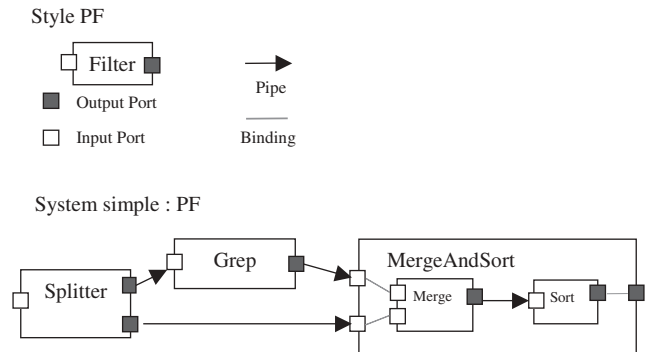 Style PF
Filter
Pipe
Output Port
Input Port
Binding
System simple : PF
Grep
MergeAndSort
Splitter
Merge
Sort